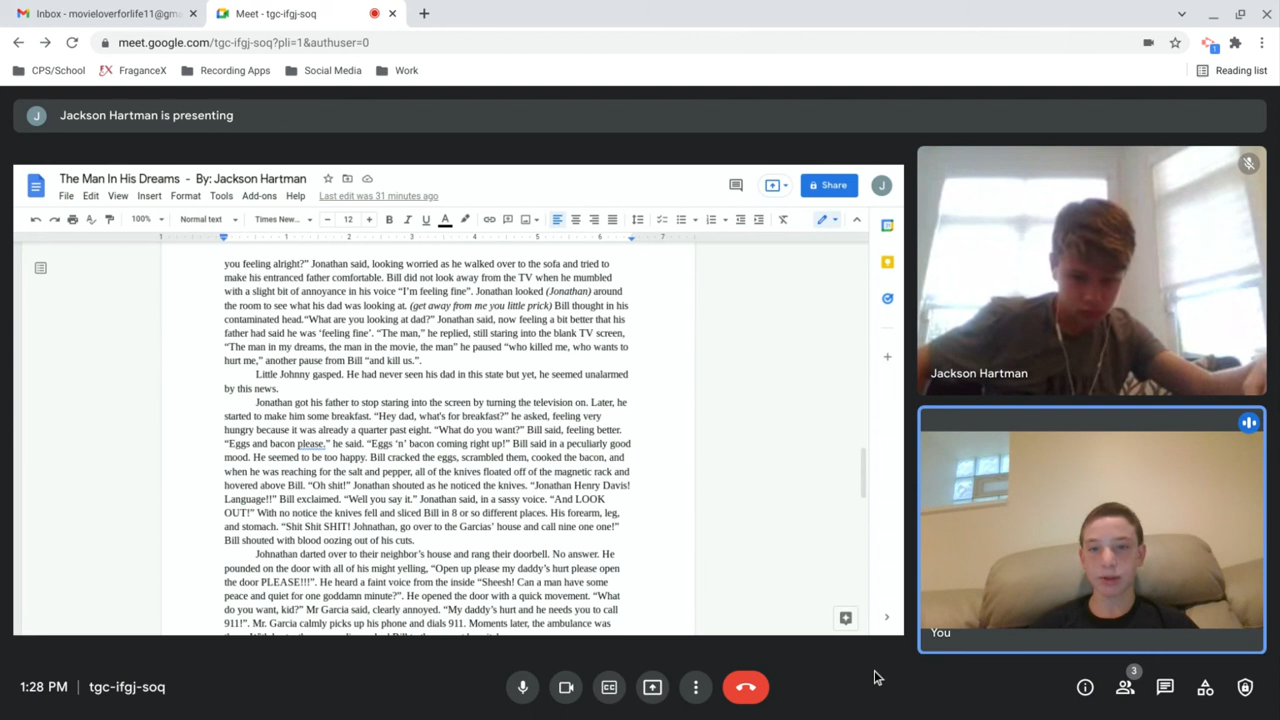 Inbox - movieloverforlife11@gma
Meet - tgc-ifgj-soq
meet.google.com/tgc-ifgj-soq?pli=1&authuser=0
1
CPS/School
FraganceX
Recording Apps
Social Media
Work
Reading list
J
Jackson Hartman is presenting
The Man In His Dreams - By: Jackson Hartman
File Edit View Insert Format Tools Add-ons Help Last edit was 31 minutes ago
Share
J
100% Normal text Times New... 12 B I U A
1 1 2 3 4 5 6 7
you feeling alright?” Jonathan said, looking worried as he walked over to the sofa and tried to
make his entranced father comfortable. Bill did not look away from the TV when he mumbled
with a slight bit of annoyance in his voice “I’m feeling fine”. Jonathan looked (Jonathan) around
the room to see what his dad was looking at. (get away from me you little prick) Bill thought in his
contaminated head.“What are you looking at dad?” Jonathan said, now feeling a bit better that his
father had said he was ‘feeling fine’. “The man,” he replied, still staring into the blank TV screen,
“The man in my dreams, the man in the movie, the man” he paused “who killed me, who wants to
hurt me,” another pause from Bill “and kill us.”.
Little Johnny gasped. He had never seen his dad in this state but yet, he seemed unalarmed
by this news.
Jonathan got his father to stop staring into the screen by turning the television on. Later, he
started to make him some breakfast. “Hey dad, what's for breakfast?” he asked, feeling very
hungry because it was already a quarter past eight. “What do you want?” Bill said, feeling better.
“Eggs and bacon please.” he said. “Eggs ‘n’ bacon coming right up!” Bill said in a peculiarly good
mood. He seemed to be too happy. Bill cracked the eggs, scrambled them, cooked the bacon, and
when he was reaching for the salt and pepper, all of the knives floated off of the magnetic rack and
hovered above Bill. “Oh shit!” Jonathan shouted as he noticed the knives. “Jonathan Henry Davis!
Language!!” Bill exclaimed. “Well you say it.” Jonathan said, in a sassy voice. “And LOOK
OUT!” With no notice the knives fell and sliced Bill in 8 or so different places. His forearm, leg,
and stomach. “Shit Shit SHIT! Johnathan, go over to the Garcias’ house and call nine one one!”
Bill shouted with blood oozing out of his cuts.
Johnathan darted over to their neighbor’s house and rang their doorbell. No answer. He
pounded on the door with all of his might yelling, “Open up please my daddy’s hurt please open
the door PLEASE!!!”. He heard a faint voice from the inside “Sheesh! Can a man have some
peace and quiet for one goddamn minute?”. He opened the door with a quick movement. “What
do you want, kid?” Mr Garcia said, clearly annoyed. “My daddy’s hurt and he needs you to call
911!”. Mr. Garcia calmly picks up his phone and dials 911. Moments later, the ambulance was
Jackson Hartman
You
1:28 PM | tgc-ifgj-soq
3